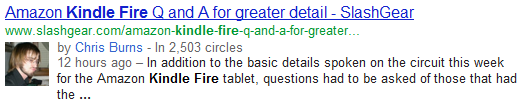 Amazon Kindle Fire Q and A for greater detail - SlashGear
www.slashgear.com/amazon-kindle-fire-q-and-a-for-greater...
by Chris Burns - In 2,503 circles
12 hours ago – In addition to the basic details spoken on the circuit this week
for the Amazon Kindle Fire tablet, questions had to be asked of those that had
the ...